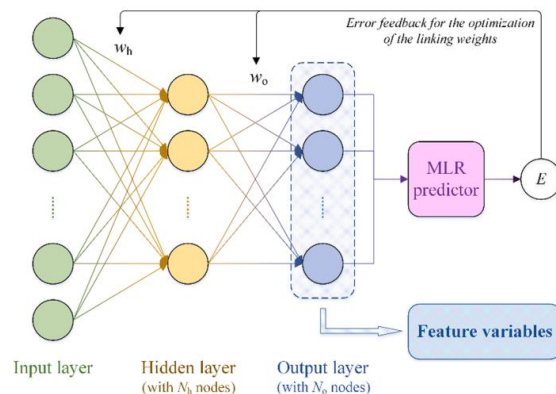 Error feedback for the optimization
of the linking weights
w_h
w_o
MLR
predictor
E
Feature variables
Input layer
Hidden layer
(with N_h nodes)
Output layer
(with N_o nodes)